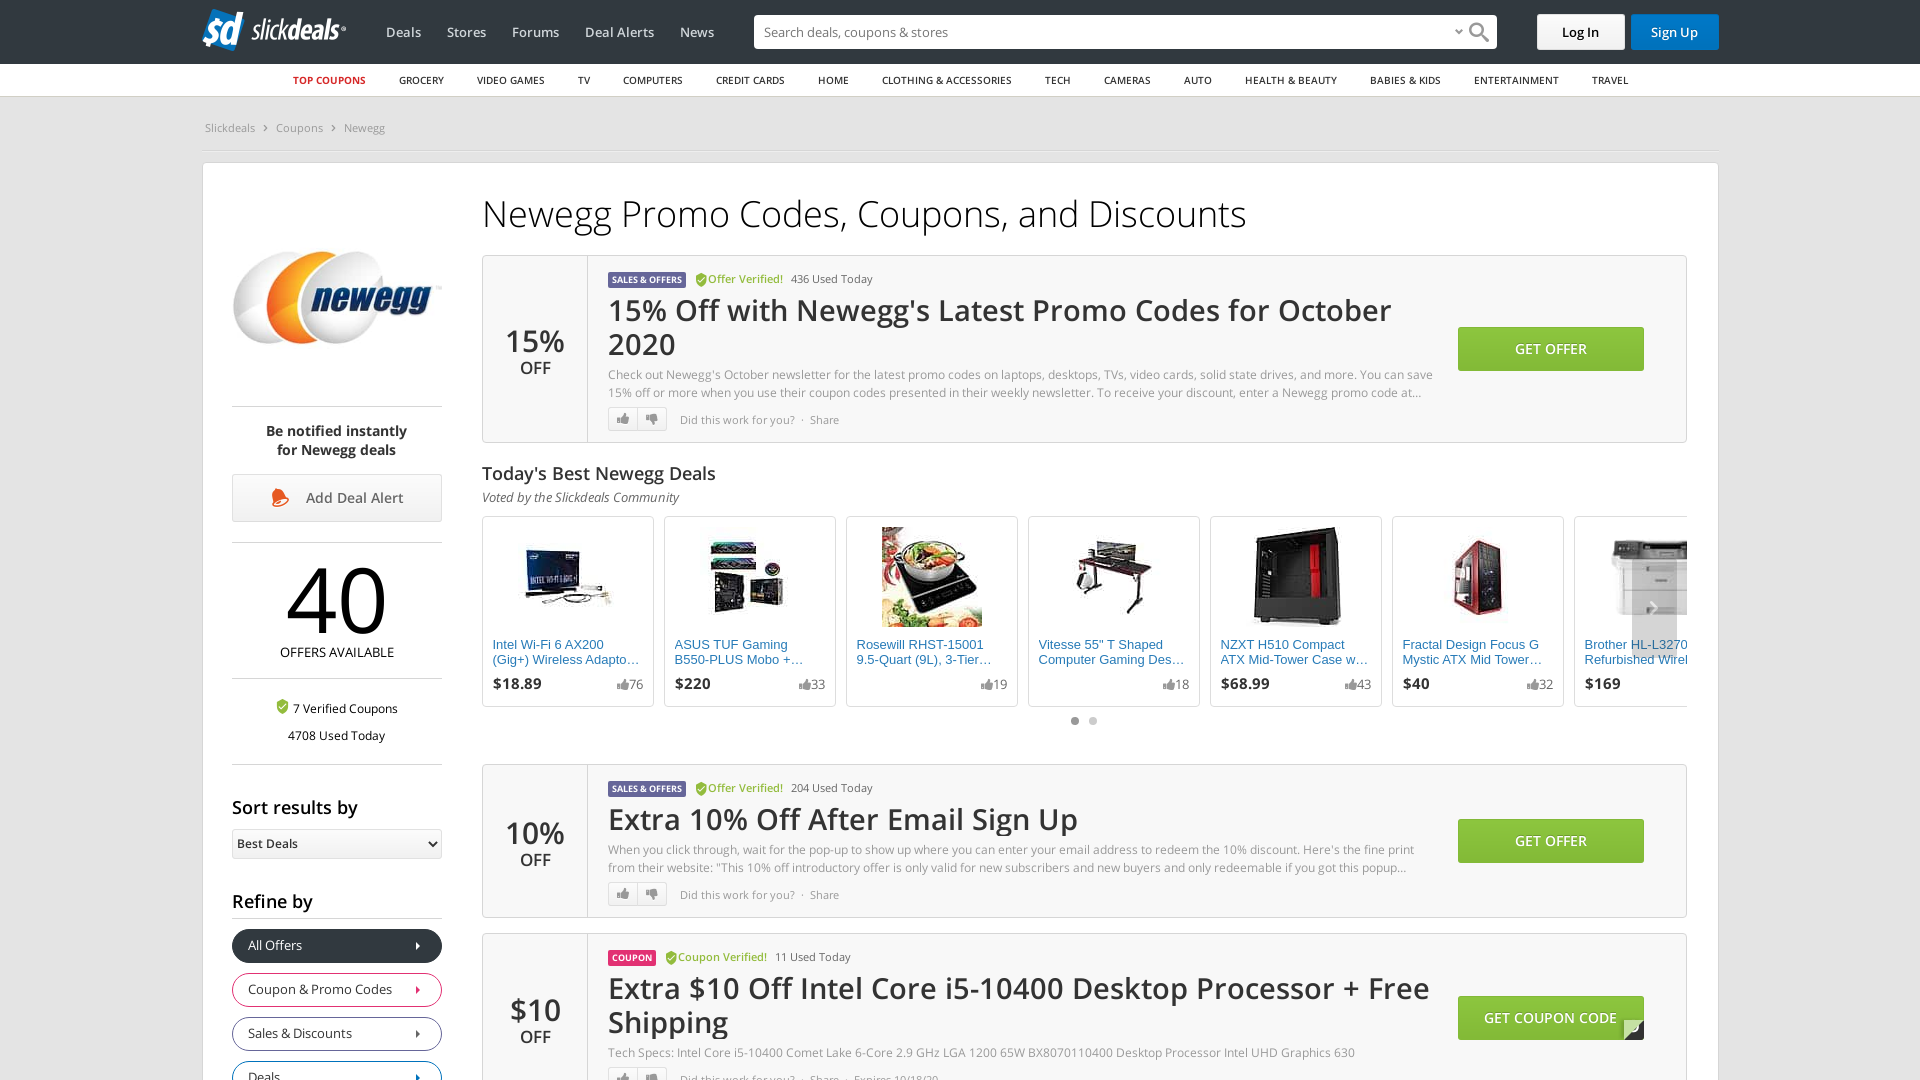 slickdeals
Deals
Stores
Forums
Deal Alerts
News
Search deals, coupons & stores
Log In
Sign Up
TOP COUPONS
GROCERY
VIDEO GAMES
TV
COMPUTERS
CREDIT CARDS
HOME
CLOTHING & ACCESSORIES
TECH
CAMERAS
AUTO
HEALTH & BEAUTY
BABIES & KIDS
ENTERTAINMENT
TRAVEL
Slickdeals > Coupons > Newegg
newegg
Be notified instantly
for Newegg deals
Add Deal Alert
40
OFFERS AVAILABLE
7 Verified Coupons
4708 Used Today
Sort results by
Best Deals
Refine by
All Offers
Coupon & Promo Codes
Sales & Discounts
Deals
Newegg Promo Codes, Coupons, and Discounts
15%
OFF
SALES & OFFERS Offer Verified! 436 Used Today
15% Off with Newegg's Latest Promo Codes for October
2020
Check out Newegg's October newsletter for the latest promo codes on laptops, desktops, TVs, video cards, solid state drives, and more. You can save
15% off or more when you use their coupon codes presented in their weekly newsletter. To receive your discount, enter a Newegg promo code at...
Did this work for you? · Share
GET OFFER
Today's Best Newegg Deals
Voted by the Slickdeals Community
Intel Wi-Fi 6 AX200
(Gig+) Wireless Adapto...
$18.89
76
ASUS TUF Gaming
B550-PLUS Mobo +...
$220
33
Rosewill RHST-15001
9.5-Quart (9L), 3-Tier...
19
Vitesse 55" T Shaped
Computer Gaming Des...
18
NZXT H510 Compact
ATX Mid-Tower Case w...
$68.99
43
Fractal Design Focus G
Mystic ATX Mid Tower...
$40
32
Brother HL-L3270
Refurbished Wirel
$169
10%
OFF
SALES & OFFERS Offer Verified! 204 Used Today
Extra 10% Off After Email Sign Up
When you click through, wait for the pop-up to show up where you can enter your email address to redeem the 10% discount. Here's the fine print
from their website: "This 10% off introductory offer is only valid for new subscribers and new buyers and only redeemable if you got this popup...
Did this work for you? · Share
GET OFFER
$10
OFF
COUPON Coupon Verified! 11 Used Today
Extra $10 Off Intel Core i5-10400 Desktop Processor + Free
Shipping
Tech Specs: Intel Core i5-10400 Comet Lake 6-Core 2.9 GHz LGA 1200 65W BX8070110400 Desktop Processor Intel UHD Graphics 630
Did this work for you? · Share · Expires 10/18/20
GET COUPON CODE